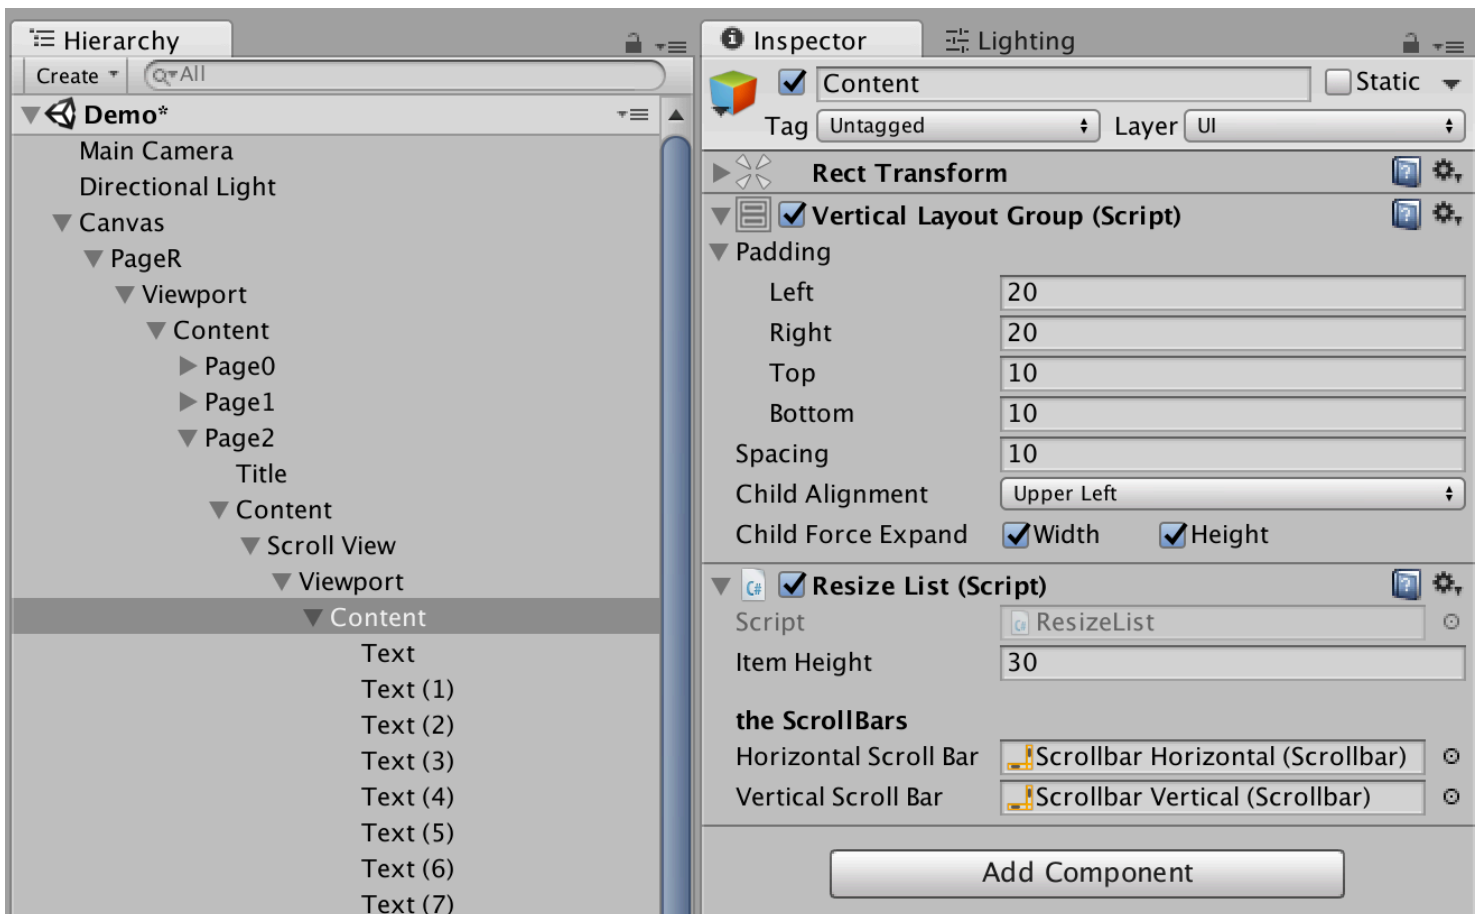 Hierarchy
Create
All
Demo*
Main Camera
Directional Light
Canvas
PageR
Viewport
Content
Page0
Page1
Page2
Title
Content
Scroll View
Viewport
Content
Text
Text (1)
Text (2)
Text (3)
Text (4)
Text (5)
Text (6)
Text (7)
Inspector
Lighting
Content
Static
Tag Untagged
Layer UI
Rect Transform
Vertical Layout Group (Script)
Padding
Left 20
Right 20
Top 10
Bottom 10
Spacing 10
Child Alignment Upper Left
Child Force Expand Width Height
C#
Resize List (Script)
Script ResizeList
Item Height 30
the ScrollBars
Horizontal Scroll Bar Scrollbar Horizontal (Scrollbar)
Vertical Scroll Bar Scrollbar Vertical (Scrollbar)
Add Component